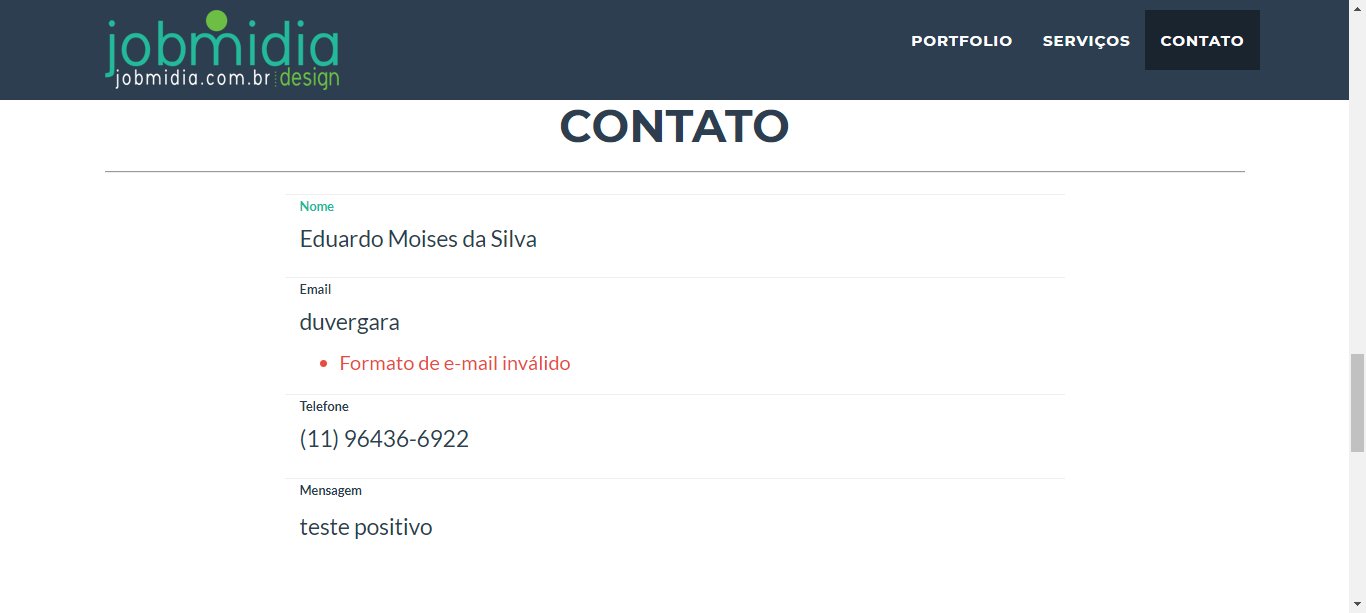 jobmidia
jobmidia.com.br design
PORTFOLIO SERVIÇOS CONTATO
CONTATO
Nome
Eduardo Moises da Silva
Email
duvergara
Formato de e-mail inválido
Telefone
(11) 96436-6922
Mensagem
teste positivo